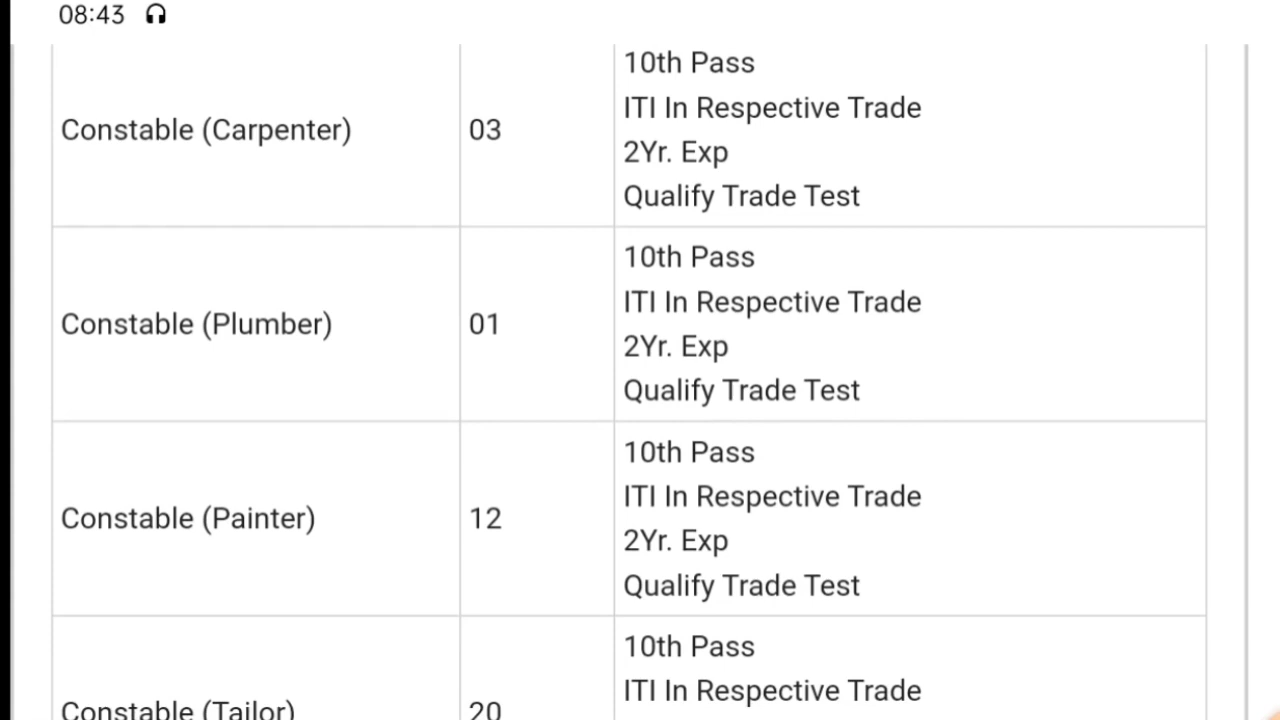 08:43
10th Pass
ITI In Respective Trade
Constable (Carpenter) 03
2Yr. Exp
Qualify Trade Test
10th Pass
ITI In Respective Trade
Constable (Plumber) 01
2Yr. Exp
Qualify Trade Test
10th Pass
ITI In Respective Trade
Constable (Painter) 12
2Yr. Exp
Qualify Trade Test
10th Pass
ITI In Respective Trade
Constable (Tailor) 20